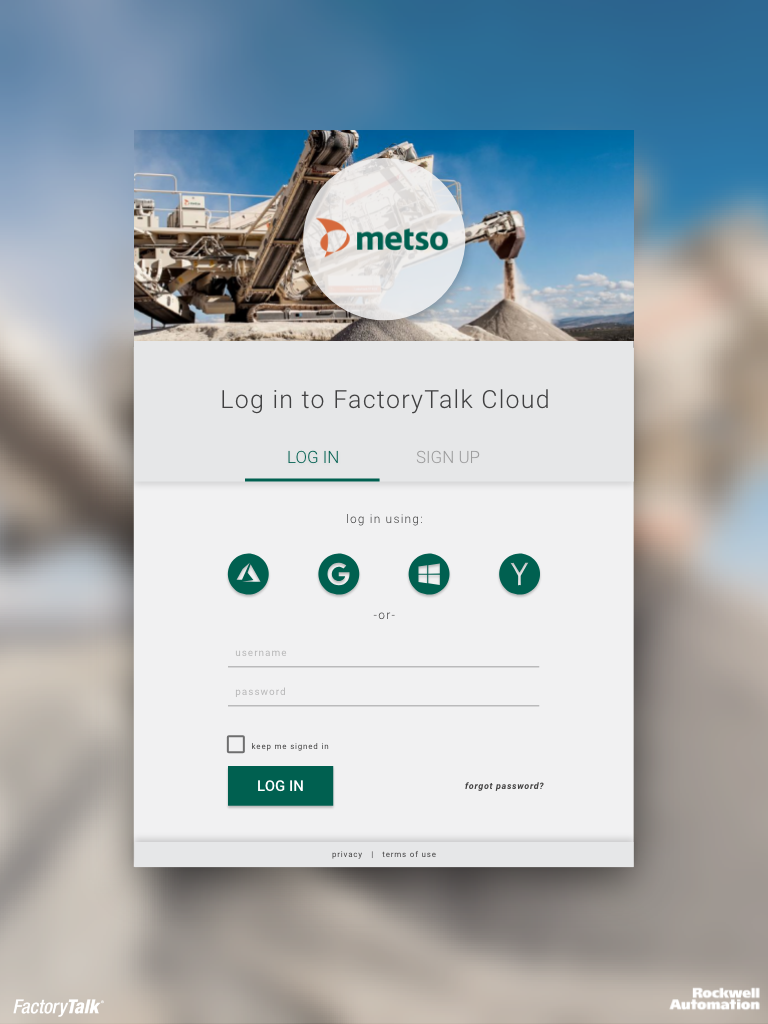 metso
Log in to FactoryTalk Cloud
LOG IN
SIGN UP
log in using:
-or-
username
password
keep me signed in
LOG IN
forgot password?
privacy | terms of use
FactoryTalk
Rockwell
Automation